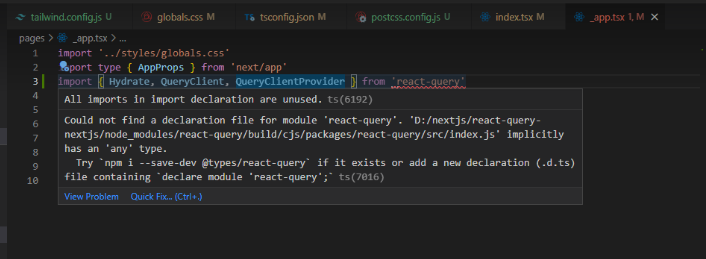 tailwind.config.js U
globals.css U
tsconfig.json U
postcss.config.js U
index.tsx U
_app.tsx 1, M
pages > _app.tsx > ...
1 import '../styles/globals.css'
2 port type { AppProps } from 'next/app'
3 import { Hydrate, QueryClient, QueryClientProvider } from 'react-query'
4 All imports in import declaration are unused. ts(6192)
5
6 Could not find a declaration file for module 'react-query'. 'D:/nextjs/react-query-
7 nextjs/node_modules/react-query/build/cjs/packages/react-query/src/index.js' implicitly
8 has an 'any' type.
9 Try `npm i --save-dev @types/react-query` if it exists or add a new declaration (.d.ts)
10 file containing `declare module 'react-query';` ts(7016)
View Problem Quick Fix... (Ctrl+.)